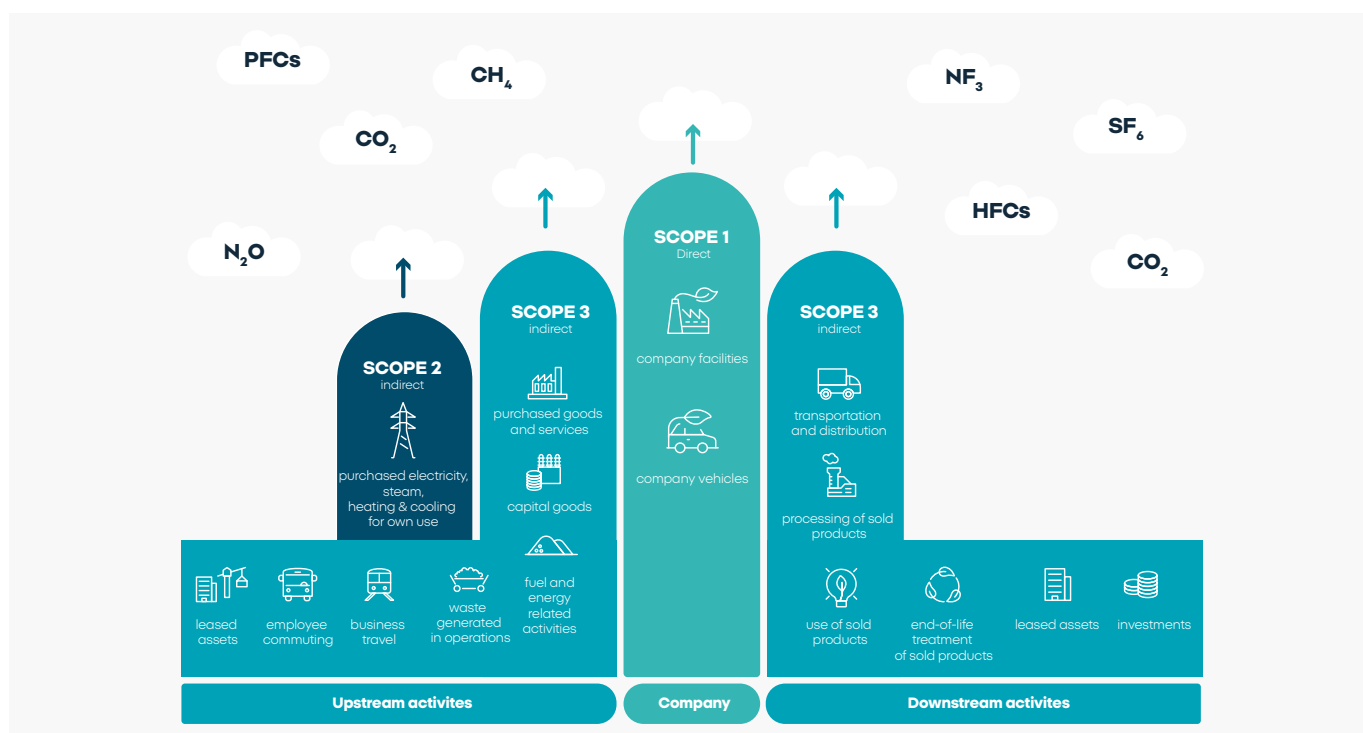 PFCs
CH₄
NF₃
CO₂
SF₆
HFCs
N₂O
CO₂
SCOPE 2
indirect
purchased electricity,
steam,
heating & cooling
for own use
SCOPE 3
indirect
purchased goods
and services
capital goods
fuel and
energy
related
activities
SCOPE 1
Direct
company facilities
company vehicles
SCOPE 3
indirect
transportation
and distribution
processing of sold
products
leased
assets
employee
commuting
business
travel
waste
generated
in operations
use of sold
products
end-of-life
treatment
of sold products
leased assets
investments
Upstream activites
Company
Downstream activites